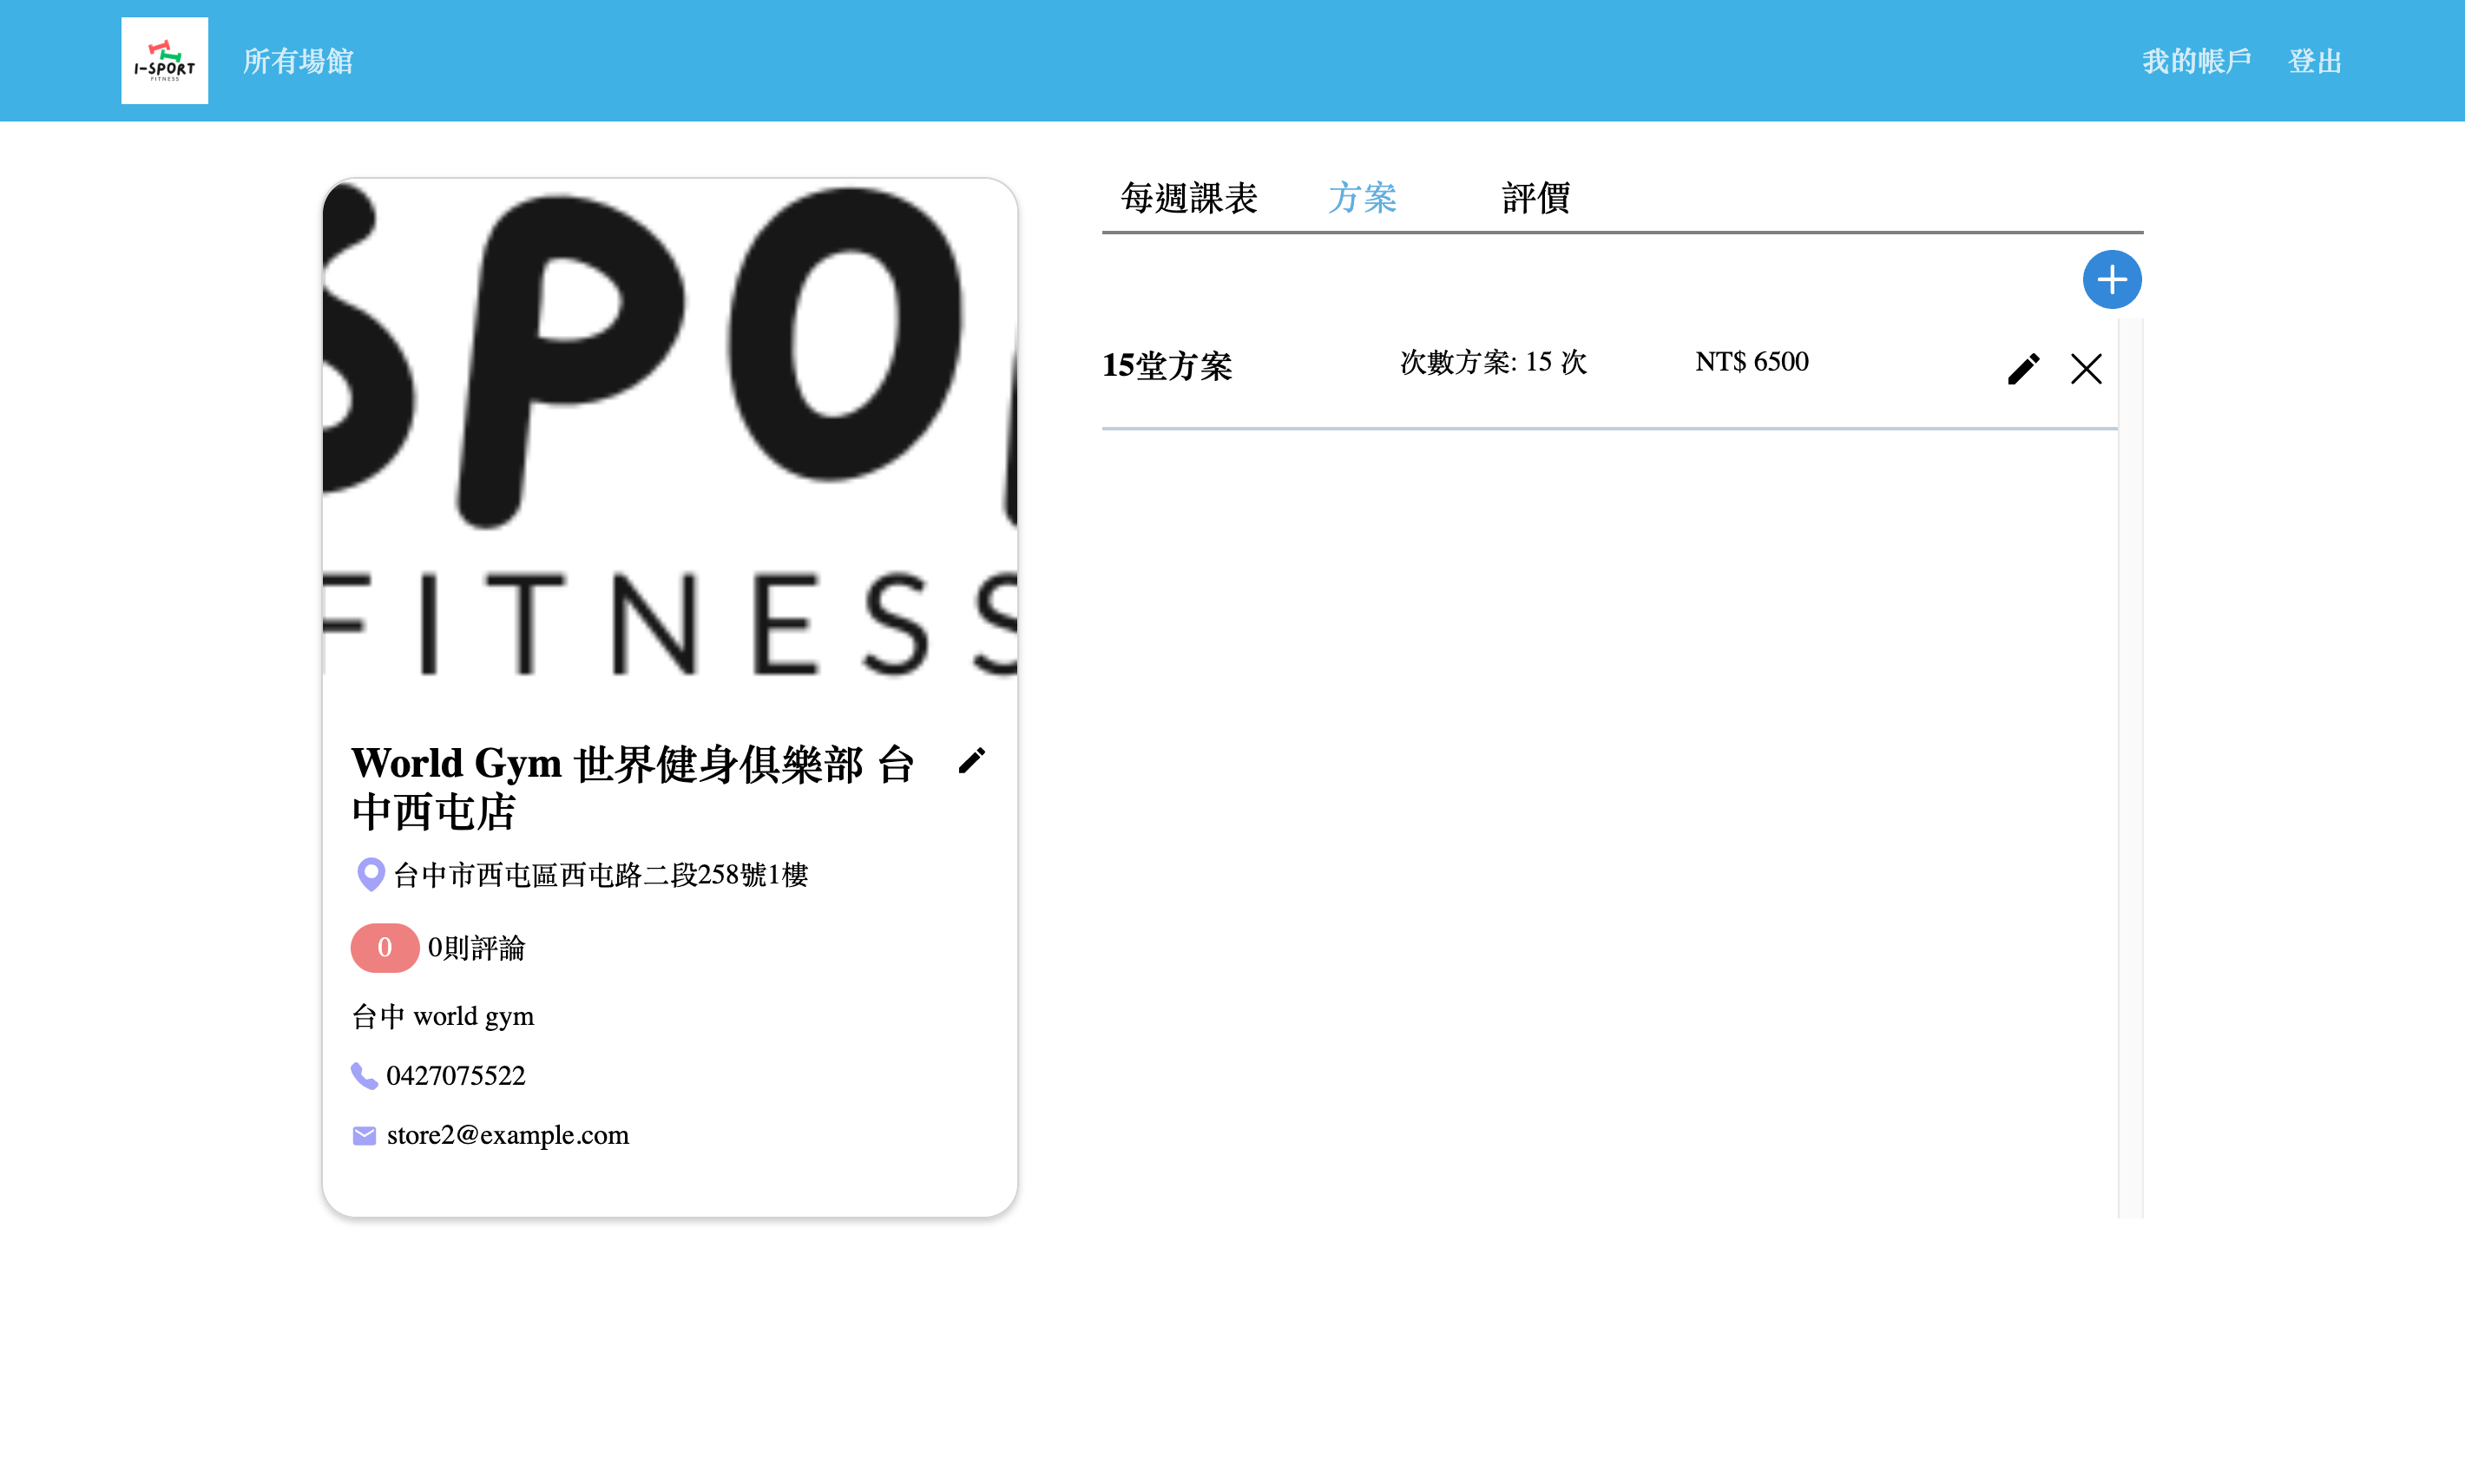 I-SPORT
FITNESS
所有場館
我的帳戶
登出
SPO
FITNESS
World Gym 世界健身俱樂部 台
中西屯店
台中市西屯區西屯路二段258號1樓
0
0則評論
台中 world gym
0427075522
store2@example.com
每週課表
方案
評價
15堂方案
次數方案: 15 次
NT$ 6500